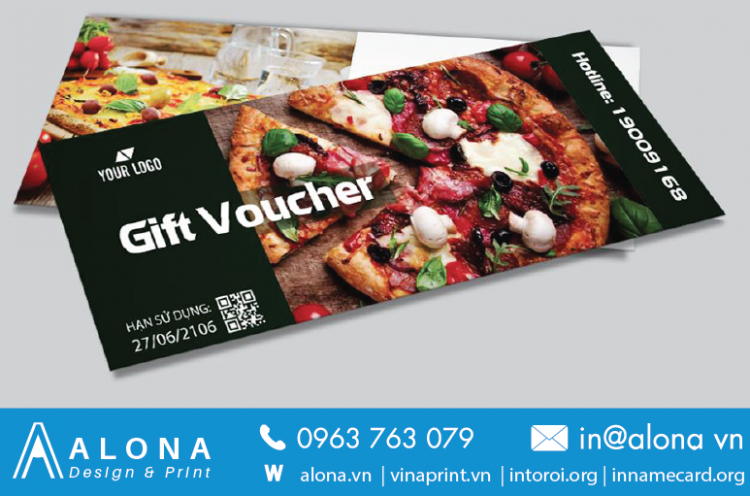 YOUR LOGO
Gift Voucher
HẠN SỬ DỤNG:
27/06/2106
Hotline: 19009168
ALONA
Design & Print
0963 763 079
in@alona vn
W alona.vn | vinaprint.vn | intoroi.org | innamecard.org